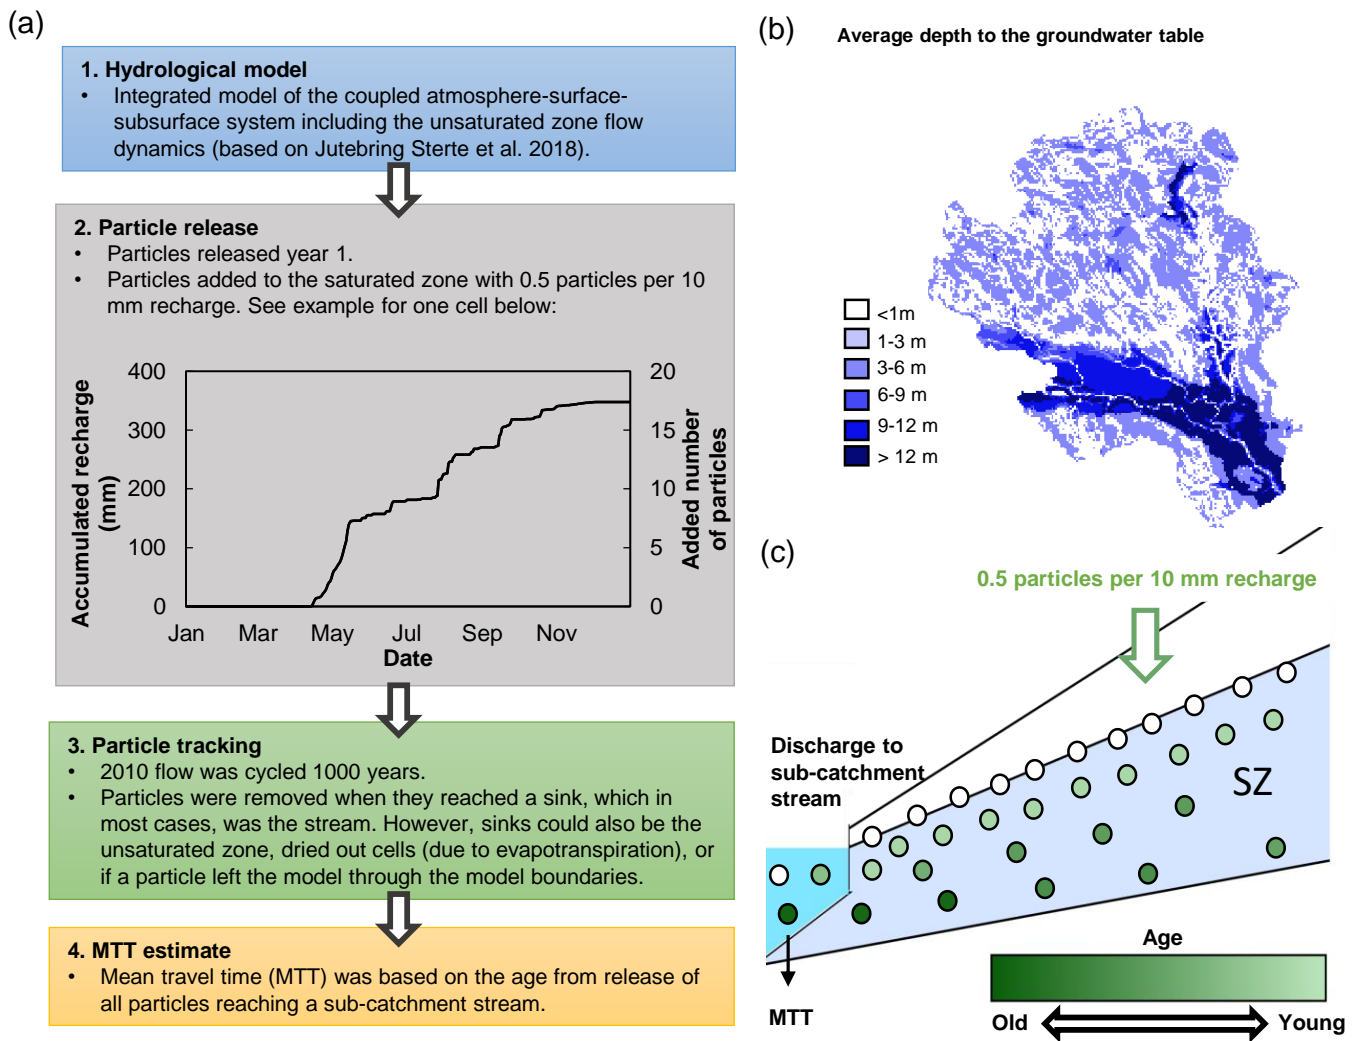 (a)
1. Hydrological model
• Integrated model of the coupled atmosphere-surface-
subsurface system including the unsaturated zone flow
dynamics (based on Jutebring Sterte et al. 2018).
2. Particle release
• Particles released year 1.
• Particles added to the saturated zone with 0.5 particles per 10
mm recharge. See example for one cell below:
Accumulated recharge
(mm)
400
300
200
100
0
20
15
10
5
0
Added number
of particles
Jan Mar May Jul Sep Nov
Date
3. Particle tracking
• 2010 flow was cycled 1000 years.
• Particles were removed when they reached a sink, which in
most cases, was the stream. However, sinks could also be the
unsaturated zone, dried out cells (due to evapotranspiration), or
if a particle left the model through the model boundaries.
4. MTT estimate
• Mean travel time (MTT) was based on the age from release of
all particles reaching a sub-catchment stream.
(b)
Average depth to the groundwater table
<1m
1-3 m
3-6 m
6-9 m
9-12 m
> 12 m
(c)
0.5 particles per 10 mm recharge
Discharge to
sub-catchment
stream
SZ
MTT
Age
Old Young